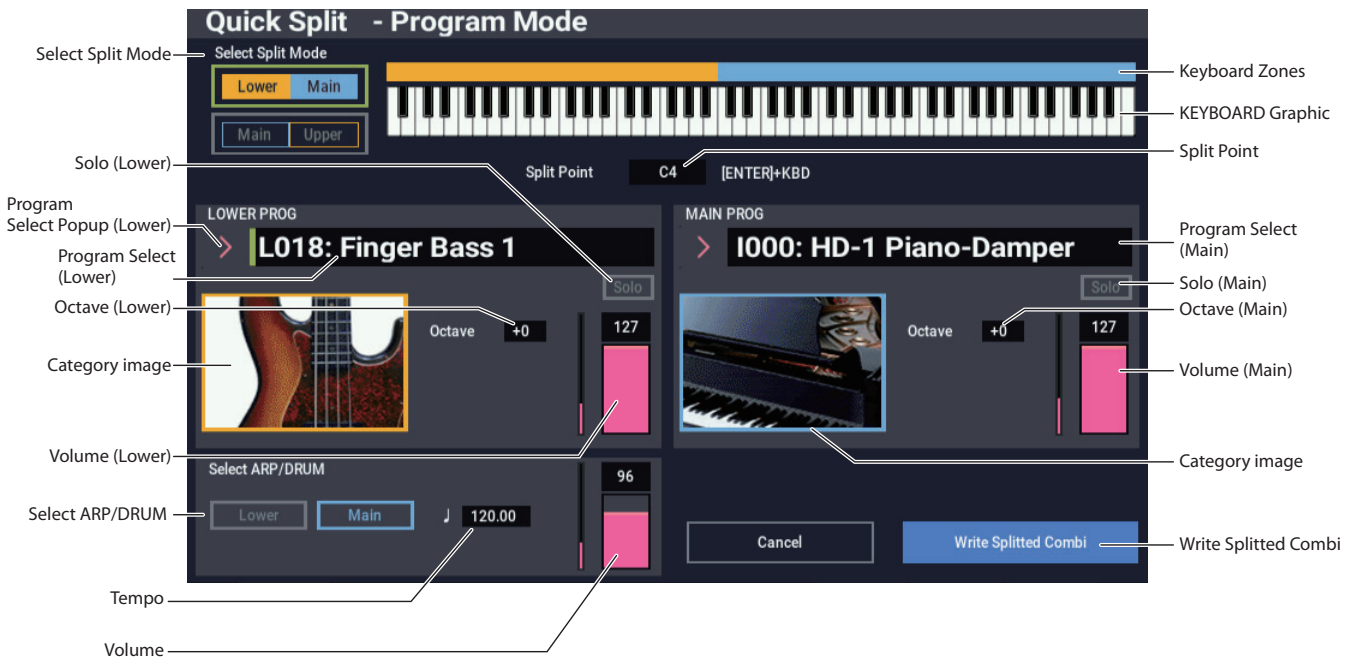 Quick Split - Program Mode
Select Split Mode
Select Split Mode
Lower Main
Main Upper
Keyboard Zones
KEYBOARD Graphic
Split Point
Split Point C4 [ENTER]+KBD
Solo (Lower)
Program
Select Popup (Lower)
Program Select
(Lower)
Octave (Lower)
Category image
Volume (Lower)
LOWER PROG
L018: Finger Bass 1
Solo
Octave +0
127
MAIN PROG
I000: HD-1 Piano-Damper
Solo
Octave +0
127
Program Select
(Main)
Solo (Main)
Octave (Main)
Volume (Main)
Category image
Select ARP/DRUM
Select ARP/DRUM
Lower Main ♩ 120.00
96
Cancel
Write Splitted Combi
Write Splitted Combi
Tempo
Volume